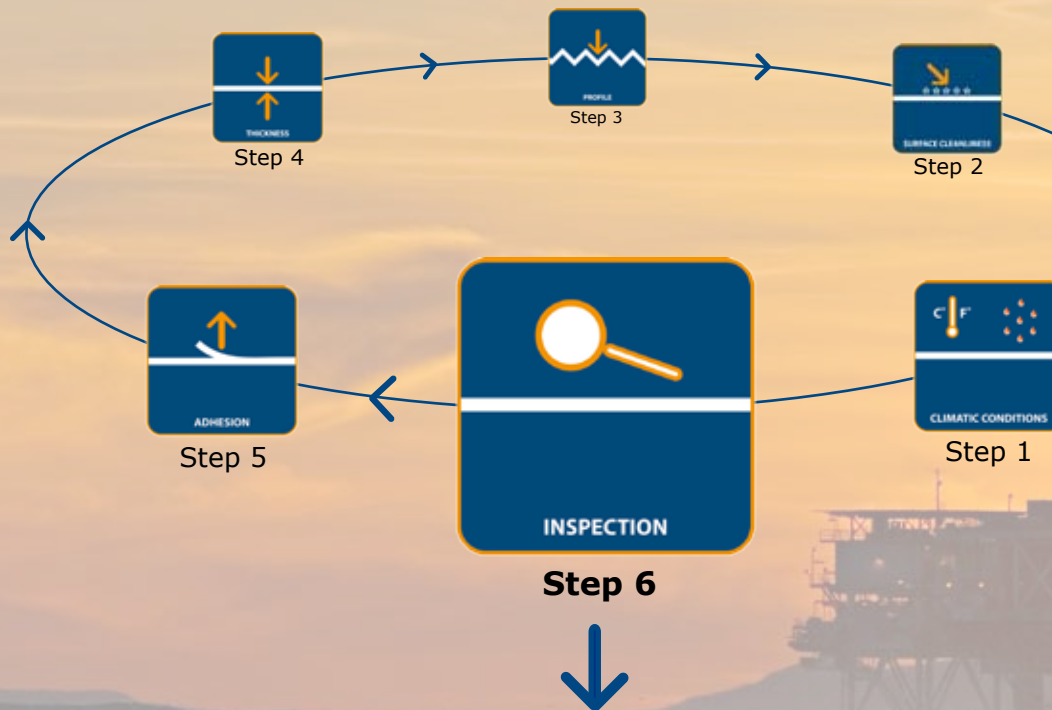 PROFILE
Step 3
THICKNESS
Step 4
SURFACE CLEANLINESS
Step 2
C° F°
CLIMATIC CONDITIONS
Step 1
ADHESION
Step 5
INSPECTION
Step 6